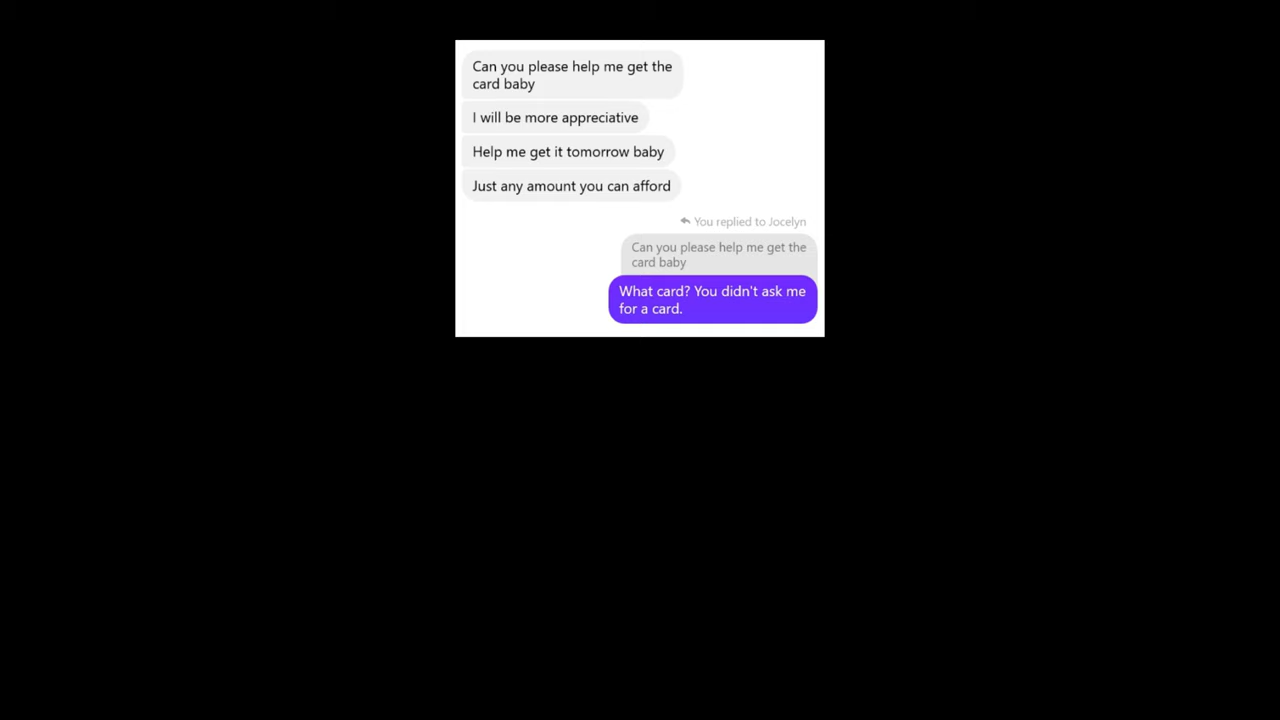 Can you please help me get the
card baby
I will be more appreciative
Help me get it tomorrow baby
Just any amount you can afford
You replied to Jocelyn
Can you please help me get the
card baby
What card? You didn't ask me
for a card.